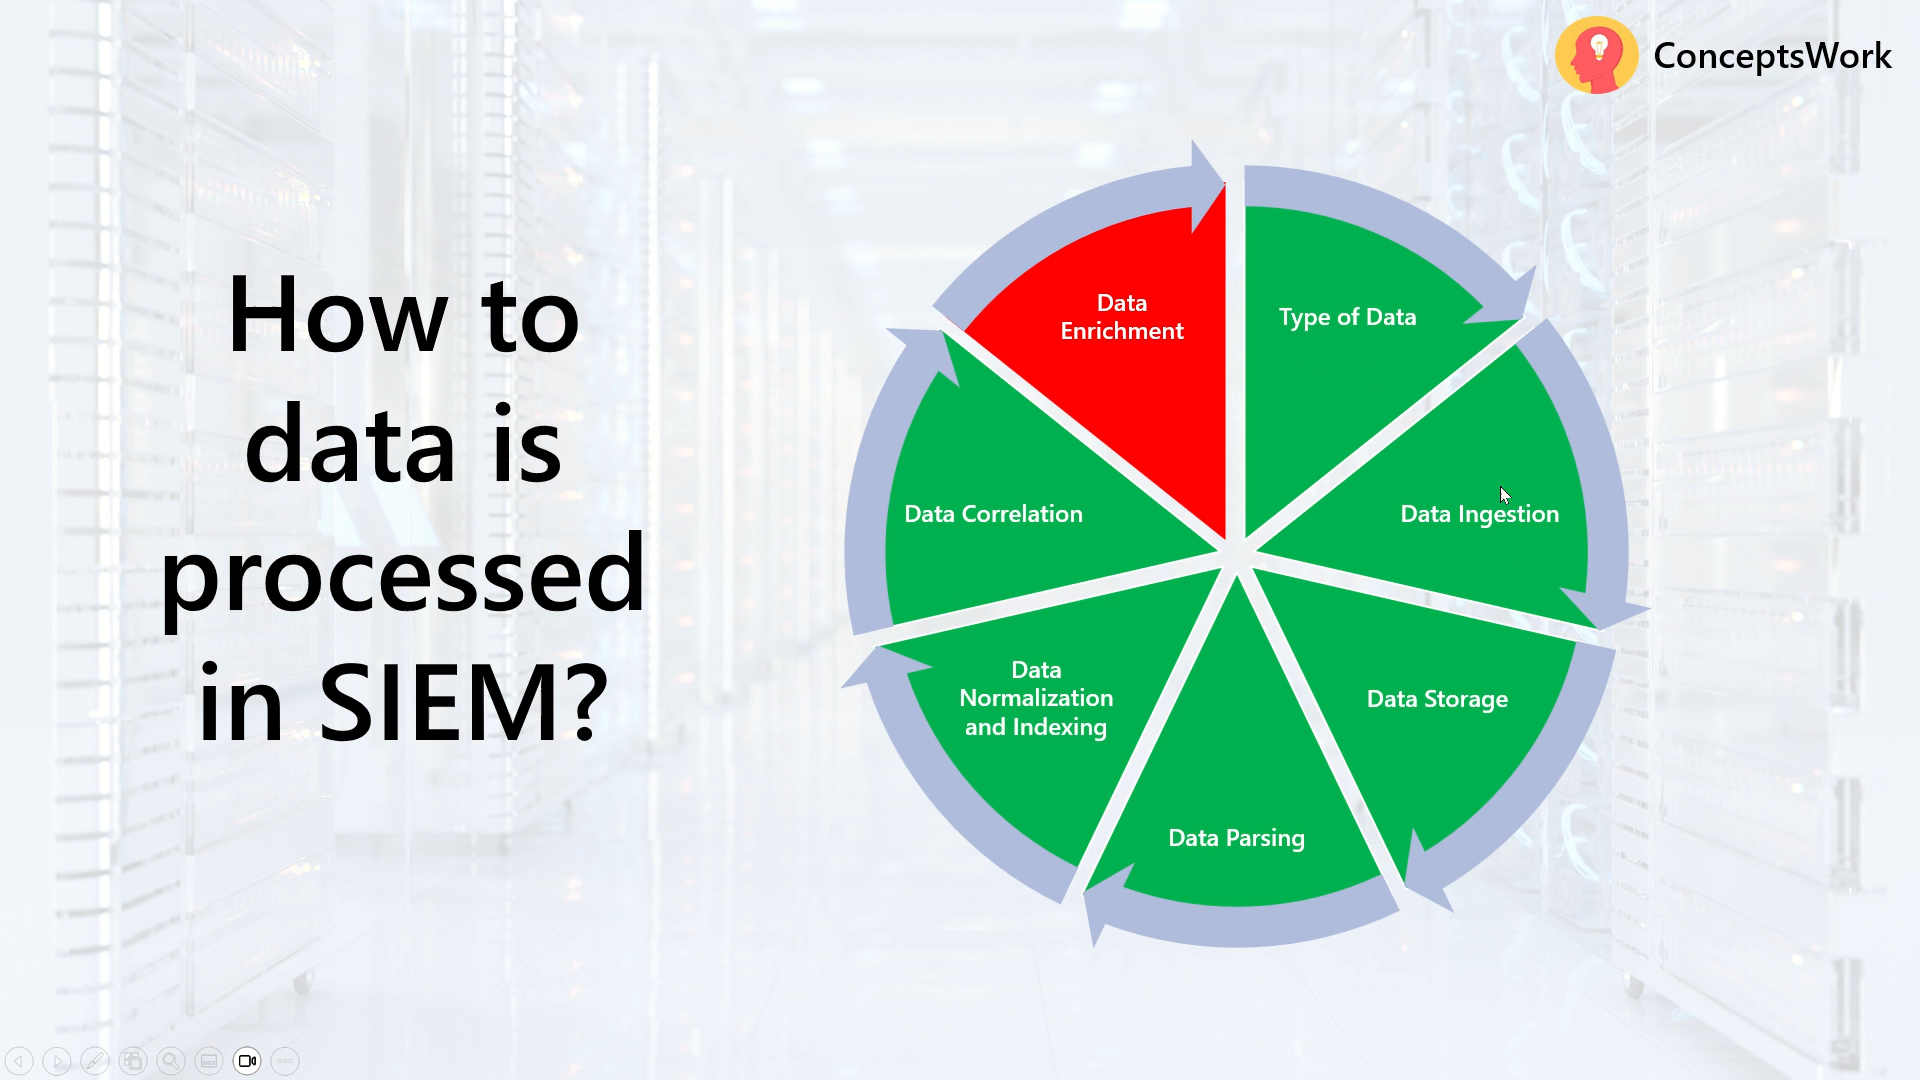 ConceptsWork
How to
data is
processed
in SIEM?
Data
Enrichment
Type of Data
Data Correlation
Data Ingestion
Data
Normalization
and Indexing
Data Storage
Data Parsing